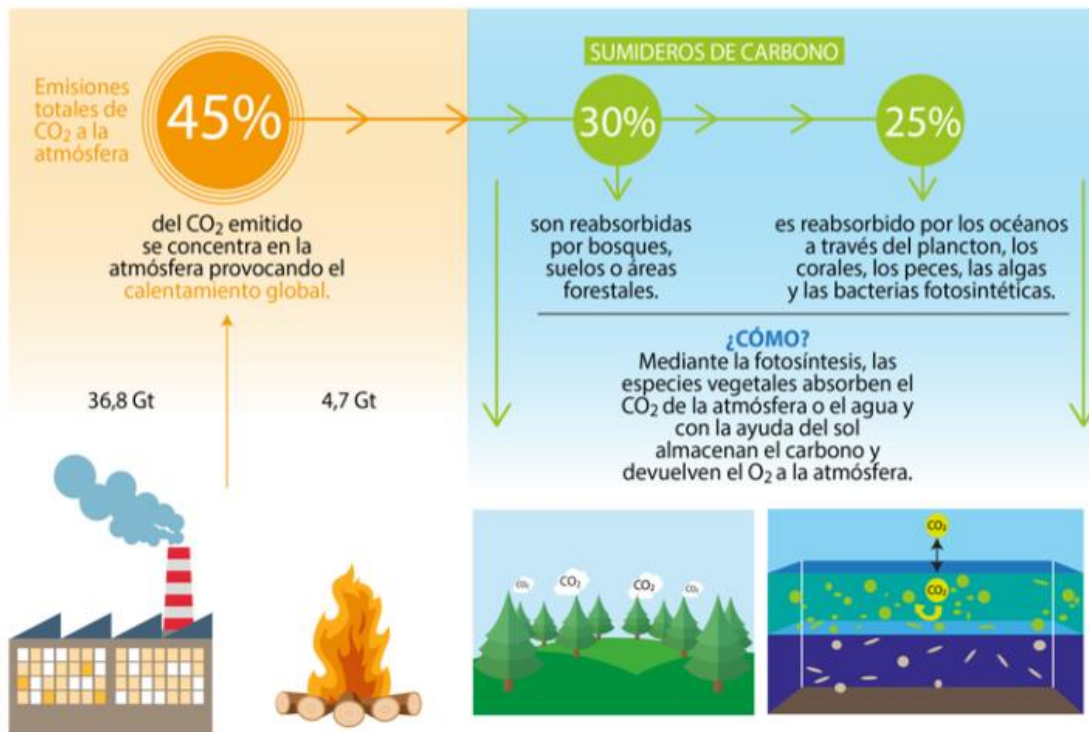 Emisiones
totales de
CO₂ a la
atmósfera
45%
del CO₂ emitido
se concentra en la
atmósfera provocando el
calentamiento global.
36,8 Gt
4,7 Gt
SUMIDEROS DE CARBONO
30%
son reabsorbidas
por bosques,
suelos o áreas
forestales.
25%
es reabsorbido por los océanos
a través del plancton, los
corales, los peces, las algas
y las bacterias fotosintéticas.
¿CÓMO?
Mediante la fotosíntesis, las
especies vegetales absorben el
CO₂ de la atmósfera o el agua y
con la ayuda del sol
almacenan el carbono y
devuelven el O₂ a la atmósfera.
CO₂
CO₂
CO₂
CO₂
CO₂
CO₂